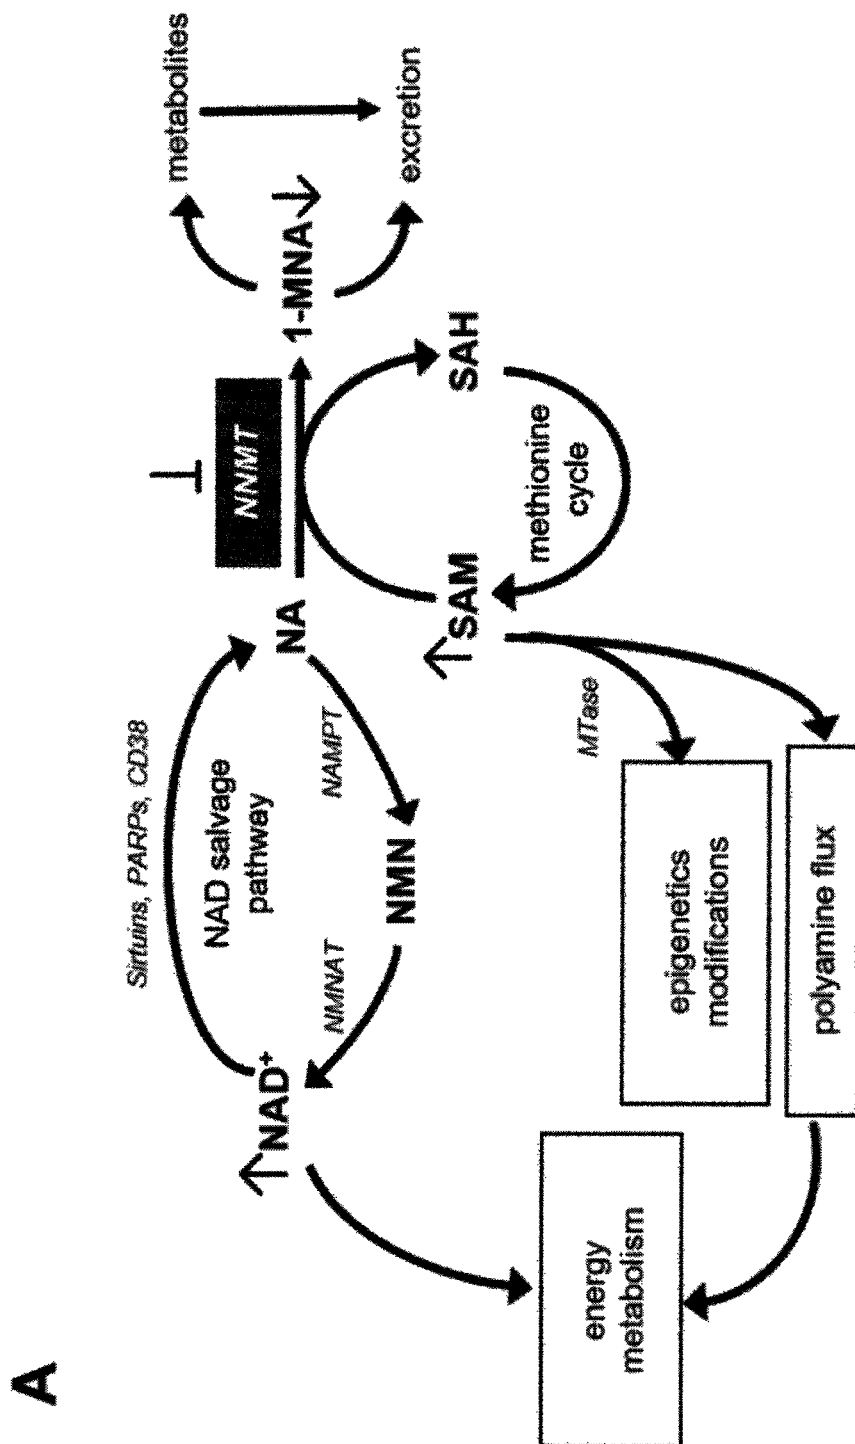 A
Sirtuins, PARPs, CD38
NAD salvage
pathway
↑NAD⁺
NMNAT
NMN
NAMPT
NA
NNMT
1-MNA↓
metabolites
excretion
↑SAM
SAH
methionine
cycle
MTase
epigenetics
modifications
polyamine flux
energy
metabolism